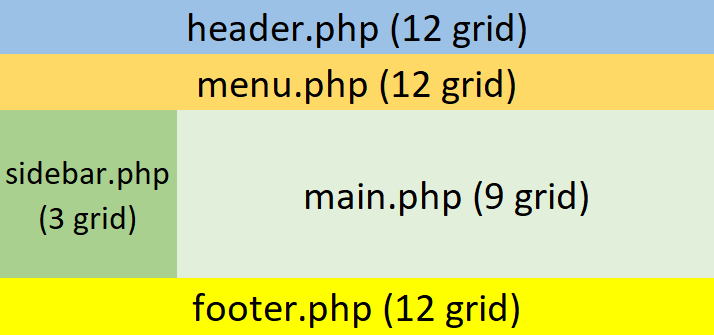 header.php (12 grid)
menu.php (12 grid)
sidebar.php
(3 grid)
main.php (9 grid)
footer.php (12 grid)